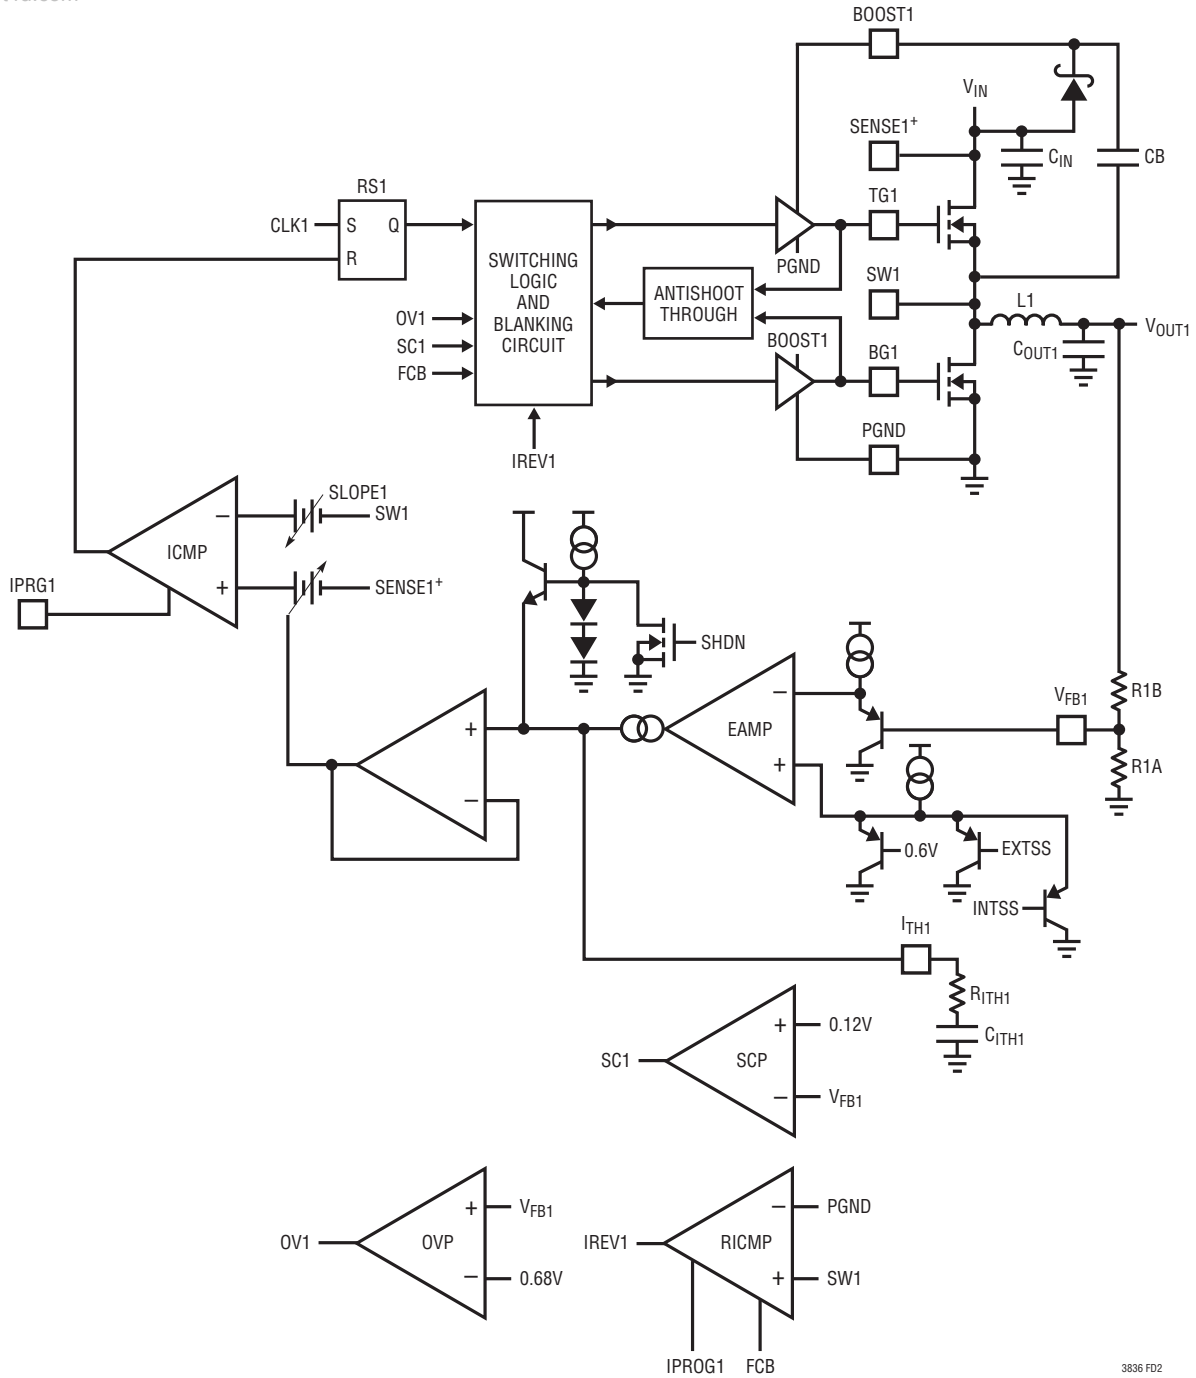 BOOST1
VIN
SENSE1+
CIN
CB
RS1
TG1
CLK1
S
Q
R
SWITCHING
LOGIC
AND
BLANKING
CIRCUIT
PGND
SW1
ANTISHOOT
THROUGH
L1
VOUT1
COUT1
OV1
SC1
FCB
BOOST1
BG1
PGND
IREV1
SLOPE1
–
SW1
ICMP
+
SENSE1+
IPRG1
SHDN
–
EAMP
+
VFB1
R1B
R1A
+
–
0.6V
EXTSS
INTSS
ITH1
RITH1
CITH1
+
0.12V
SC1
SCP
–
VFB1
+
VFB1
OV1
OVP
–
0.68V
–
PGND
IREV1
RICMP
+
SW1
IPROG1
FCB
3836 FD2